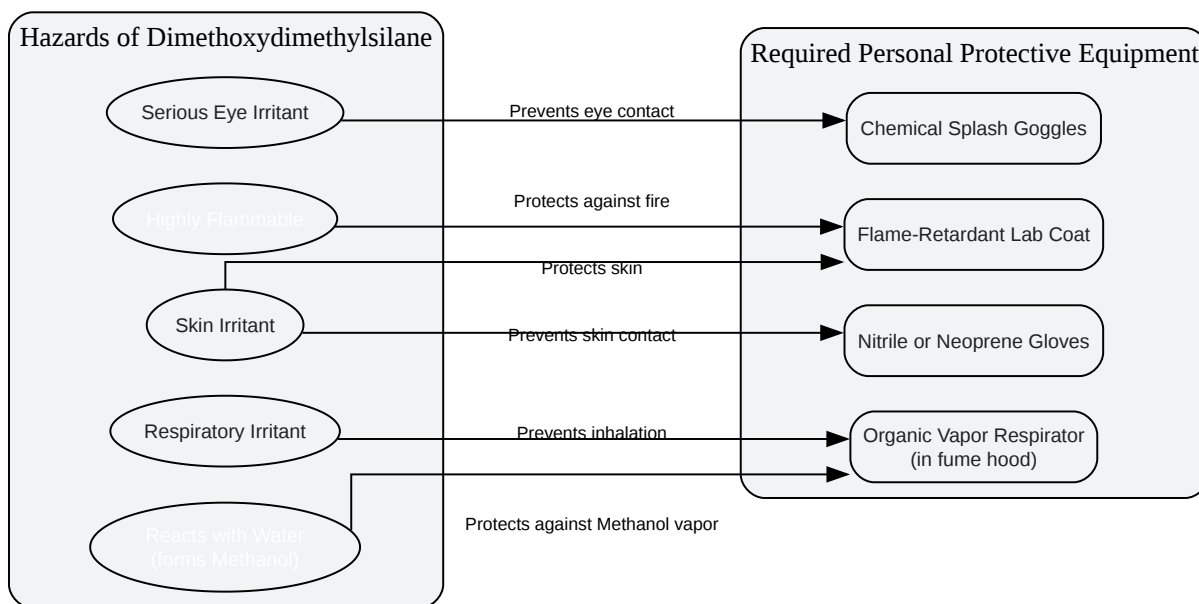 Hazards of Dimethoxydimethylsilane
Required Personal Protective Equipment
Serious Eye Irritant
Prevents eye contact
Chemical Splash Goggles
Highly Flammable
Protects against fire
Flame-Retardant Lab Coat
Protects skin
Skin Irritant
Prevents skin contact
Nitrile or Neoprene Gloves
Respiratory Irritant
Prevents inhalation
Organic Vapor Respirator
(in fume hood)
Reacts with Water
(forms Methanol)
Protects against Methanol vapor